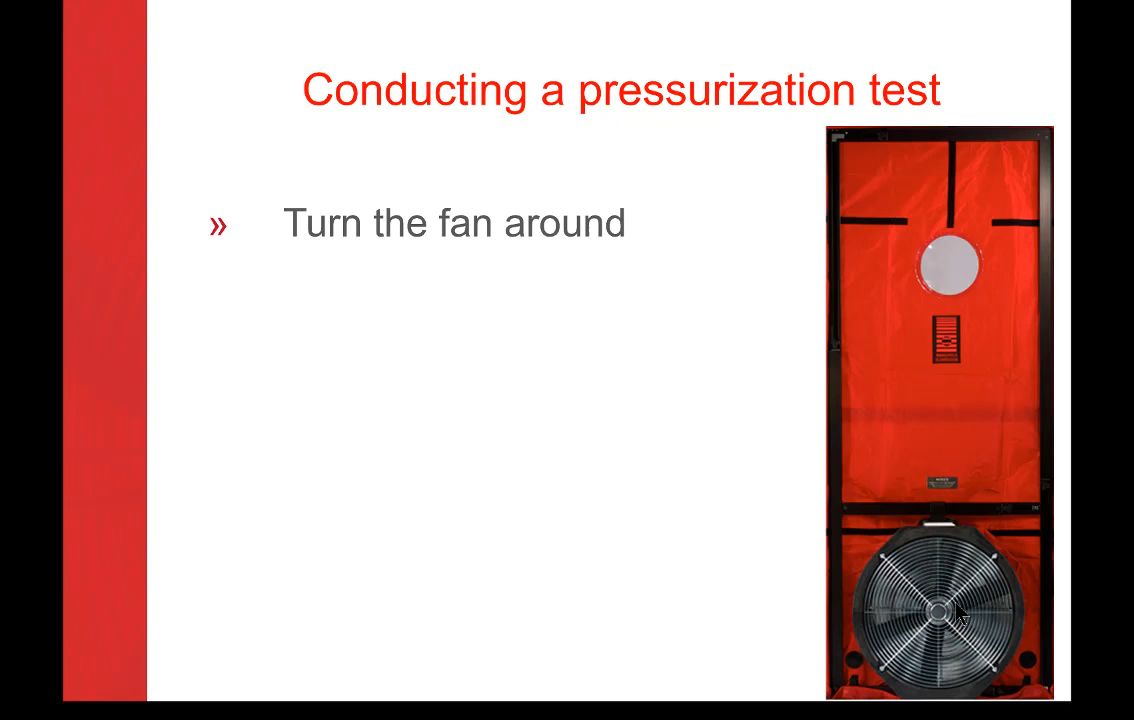 Conducting a pressurization test
» Turn the fan around